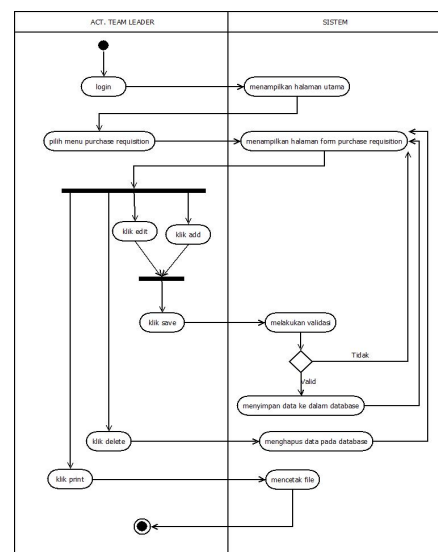 ACT. TEAM LEADER
SISTEM
login
menampilkan halaman utama
pilih menu purchase requisition
menampilkan halaman form purchase requisition
klik edit
klik add
klik save
melakukan validasi
Tidak
Valid
menyimpan data ke dalam database
klik delete
menghapus data pada database
klik print
mencetak file